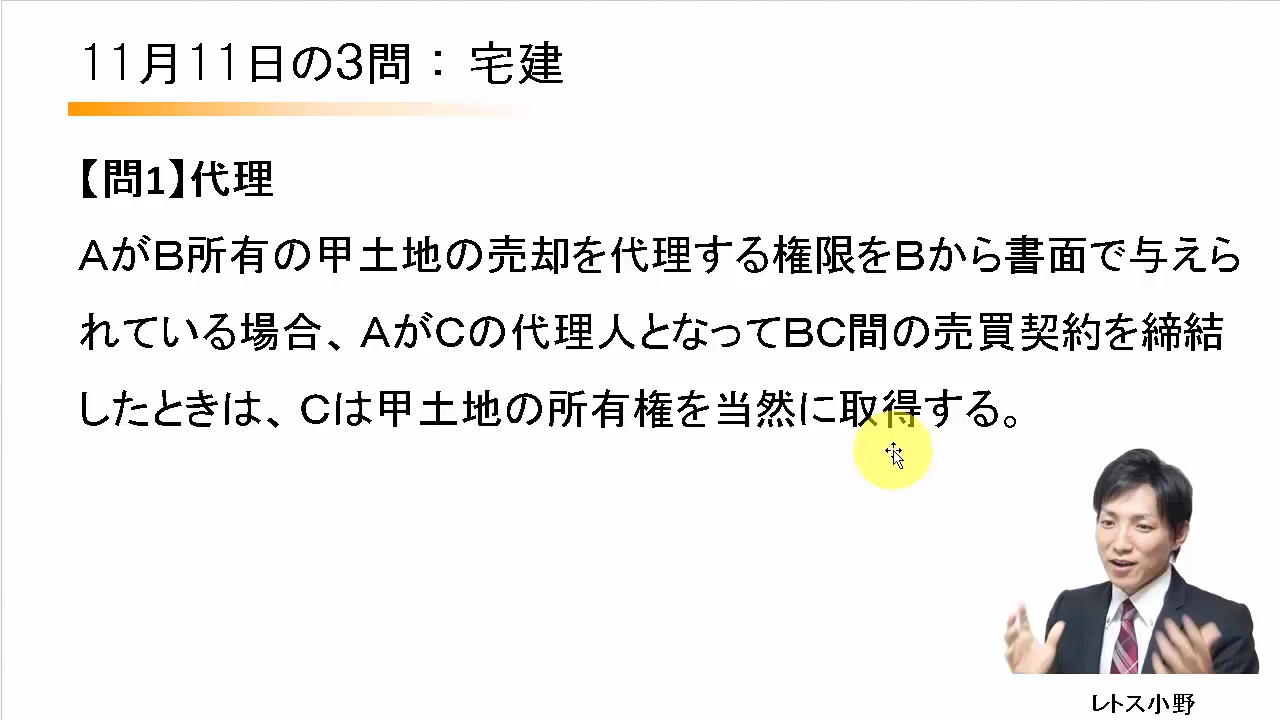 11月11日の3問：宅建
【問1】代理
ＡがＢ所有の甲土地の売却を代理する権限をＢから書面で与えら
れている場合、ＡがＣの代理人となってＢＣ間の売買契約を締結
したときは、Ｃは甲土地の所有権を当然に取得する。
レトス小野